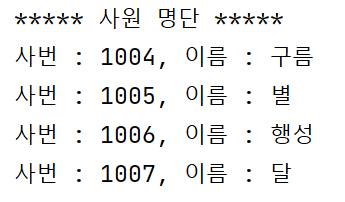 ***** 사원 명단 *****
사번 : 1004, 이름 : 구름
사번 : 1005, 이름 : 별
사번 : 1006, 이름 : 행성
사번 : 1007, 이름 : 달